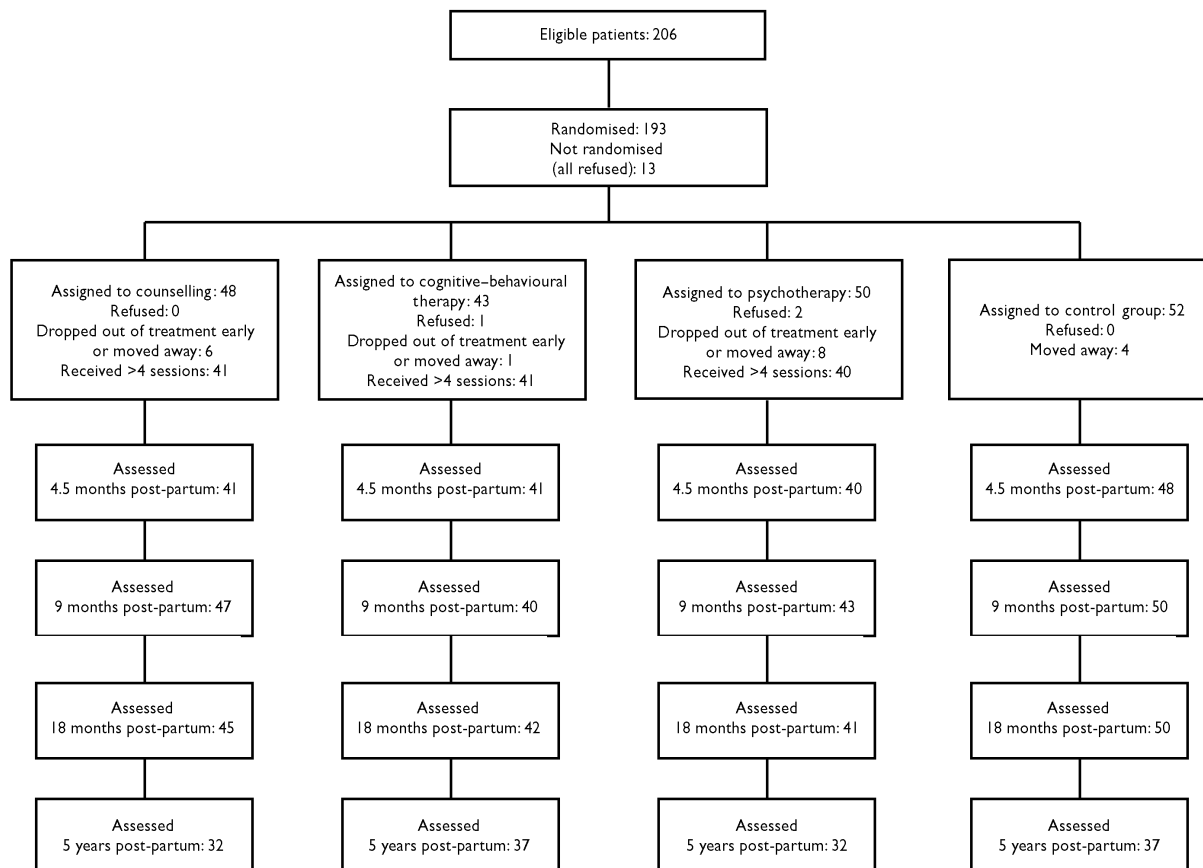 Eligible patients: 206
Randomised: 193
Not randomised
(all refused): 13
Assigned to counselling: 48
Refused: 0
Dropped out of treatment early
or moved away: 6
Received >4 sessions: 41
Assigned to cognitive–behavioural
therapy: 43
Refused: 1
Dropped out of treatment early
or moved away: 1
Received >4 sessions: 41
Assigned to psychotherapy: 50
Refused: 2
Dropped out of treatment early
or moved away: 8
Received >4 sessions: 40
Assigned to control group: 52
Refused: 0
Moved away: 4
Assessed
4.5 months post-partum: 41
Assessed
4.5 months post-partum: 41
Assessed
4.5 months post-partum: 40
Assessed
4.5 months post-partum: 48
Assessed
9 months post-partum: 47
Assessed
9 months post-partum: 40
Assessed
9 months post-partum: 43
Assessed
9 months post-partum: 50
Assessed
18 months post-partum: 45
Assessed
18 months post-partum: 42
Assessed
18 months post-partum: 41
Assessed
18 months post-partum: 50
Assessed
5 years post-partum: 32
Assessed
5 years post-partum: 37
Assessed
5 years post-partum: 32
Assessed
5 years post-partum: 37